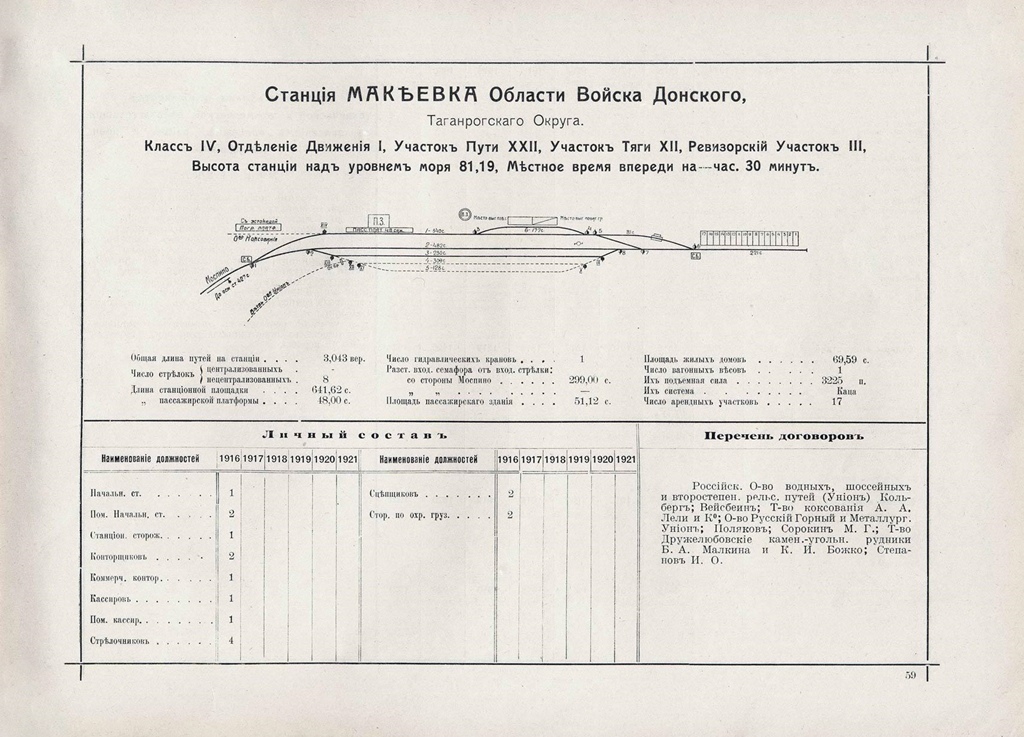 Станція МАКѢЕВКА Области Войска Донского,
Таганрогскаго Округа.
Классъ IV, Отдѣленіе Движенія I, Участокъ Пути XXII, Участокъ Тяги XII, Ревизорскій Участокъ III,
Высота станціи надъ уровнемъ моря 81,19, Мѣстное время впереди на—час. 30 минутъ.
П.З.
Моспино
Общая длина путей на станціи . . . . 3,043 вер.
Число стрѣлокъ } централизованныхъ . -
нецентрализованныхъ . 8
Длина станціонной площадки . . . . 641,62 с.
„ пассажирской платформы . . . . 48,00 с.
Число гидравлическихъ крановъ . . . . 1
Разст. вход. семафора отъ вход. стрѣлки:
со стороны Моспино . . . . . . 299,00 с.
„ „ . . . . . . . —
Площадь пассажирскаго зданія . . . . 51,12 с.
Площадь жилыхъ домовъ . . . . . . 69,59 с.
Число вагонныхъ вѣсовъ . . . . . . 1
Ихъ подъемная сила . . . . . . . . 3225 п.
Ихъ система . . . . . . . . . Каца
Число арендныхъ участковъ . . . . . 17
Личный составъ
Наименованіе должностей 1916 1917 1918 1919 1920 1921
Начальн. ст. . . . . . . 1
Пом. Начальн. ст. . . . . . 2
Станціон. сторож. . . . . . 1
Конторщиковъ . . . . . 2
Коммерч. контор. . . . . . 1
Кассировъ . . . . . . . . 1
Пом. кассир. . . . . . . . 1
Стрѣлочниковъ . . . . . . 4
Наименованіе должностей 1916 1917 1918 1919 1920 1921
Сцѣпщиковъ . . . . . . . 2
Стор. по охр. груз. . . . . 2
Перечень договоровъ
Россійск. О-во водныхъ, шоссейныхъ
и второстепен. рельс. путей (Уніонъ) Коль-
бергъ; Вейсбеинъ; Т-во коксованія А. А.
Лели и Кº; О-во Русскій Горный и Металлург.
Уніонъ; Поляковъ; Сорокинъ М. Г.; Т-во
Дружелюбовскіе камен.-угольн. рудники
Б. А. Малкина и К. И. Божко; Степа-
новъ И. О.
59